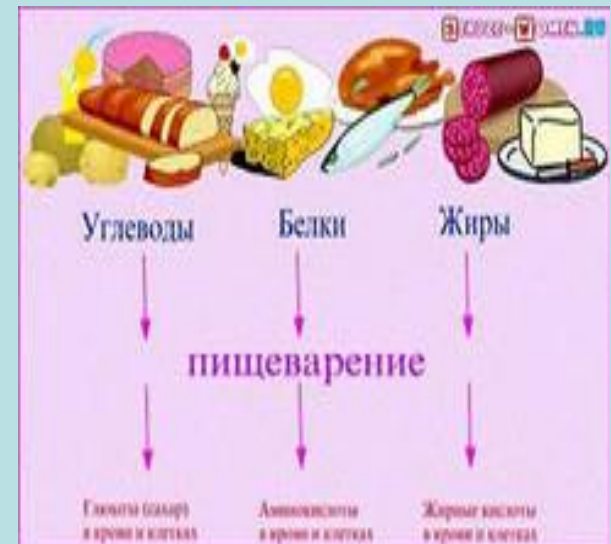 Углеводы Белки Жиры
пищеварение
Глюкоза (сахар) Аминокислоты Жирные кислоты
в крови и клетках в крови и клетках в крови и клетках